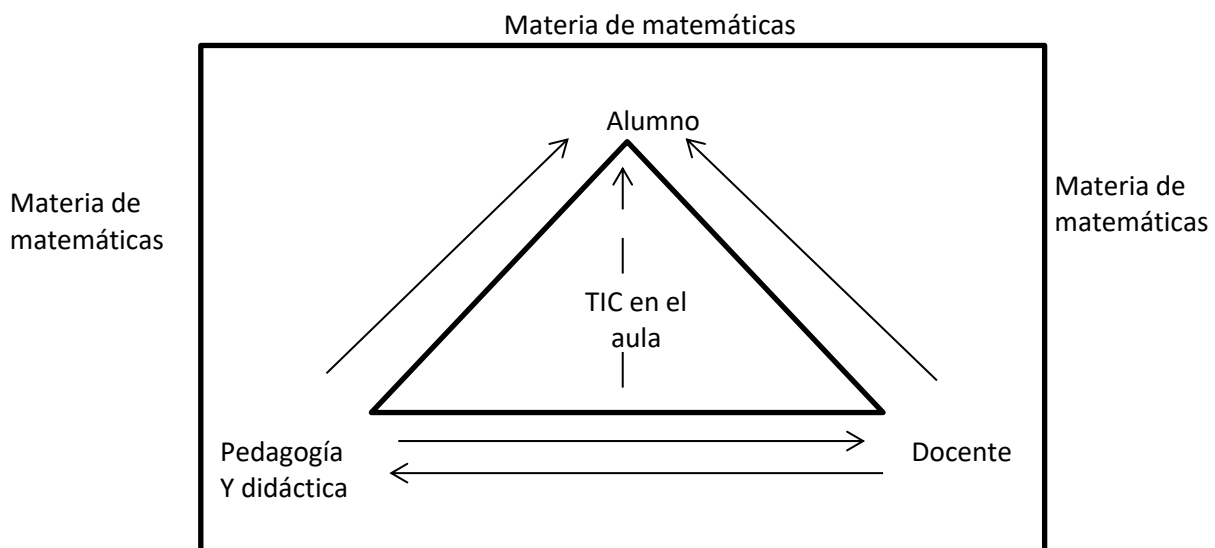 Materia de matemáticas
Alumno
Materia de
matemáticas
Materia de
matemáticas
TIC en el
aula
Pedagogía
Y didáctica
Docente